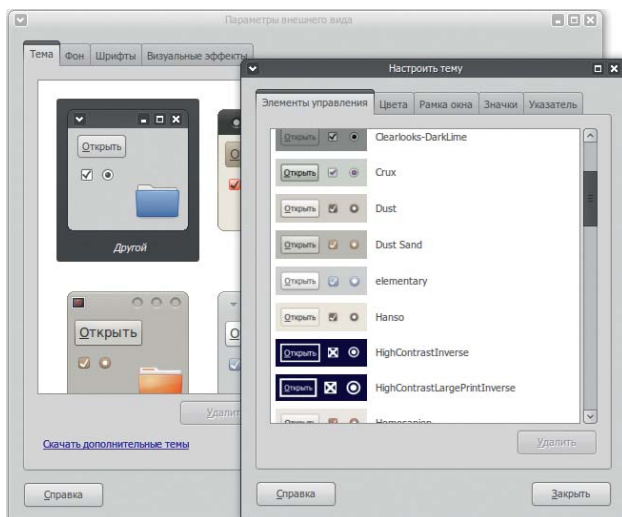 Параметры внешнего вида
Тема Фон Шрифты Визуальные эффекты
Открыть
Другой
Открыть
Удалить
Скачать дополнительные темы
Справка
Настроить тему
Элементы управления Цвета Рамка окна Значки Указатель
Открыть Clearlooks-DarkLime
Открыть Crux
Открыть Dust
Открыть Dust Sand
Открыть elementary
Открыть Hanso
Открыть HighContrastInverse
Открыть HighContrastLargePrintInverse
Открыть
Удалить
Справка Закрыть